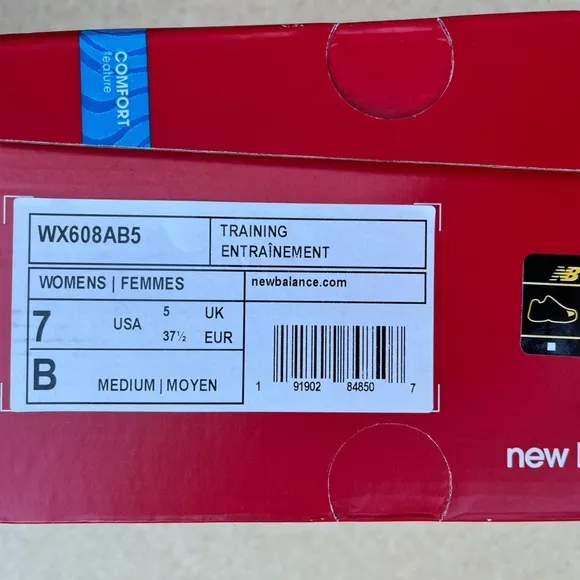 COMFORT
feature
WX608AB5
TRAINING
ENTRAÎNEMENT
WOMENS | FEMMES
newbalance.com
7 USA 5 UK
37½ EUR
B MEDIUM | MOYEN
1 91902 84850 7
NB
new